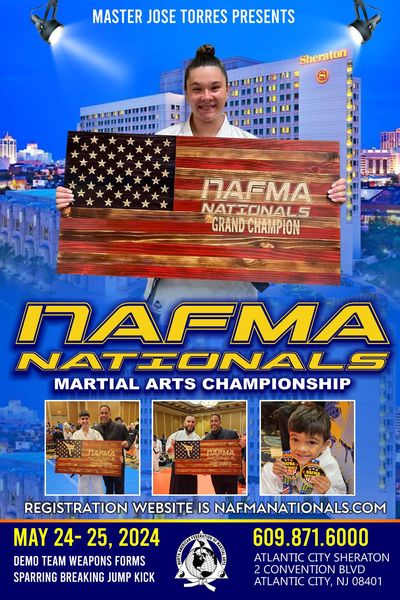 MASTER JOSE TORRES PRESENTS
Sheraton
NAFMA
NATIONALS
GRAND CHAMPION
NAFMA
NATIONALS
MARTIAL ARTS CHAMPIONSHIP
REGISTRATION WEBSITE IS NAFMANATIONALS.COM
MAY 24- 25, 2024
DEMO TEAM WEAPONS FORMS
SPARRING BREAKING JUMP KICK
609.871.6000
ATLANTIC CITY SHERATON
2 CONVENTION BLVD
ATLANTIC CITY, NJ 08401